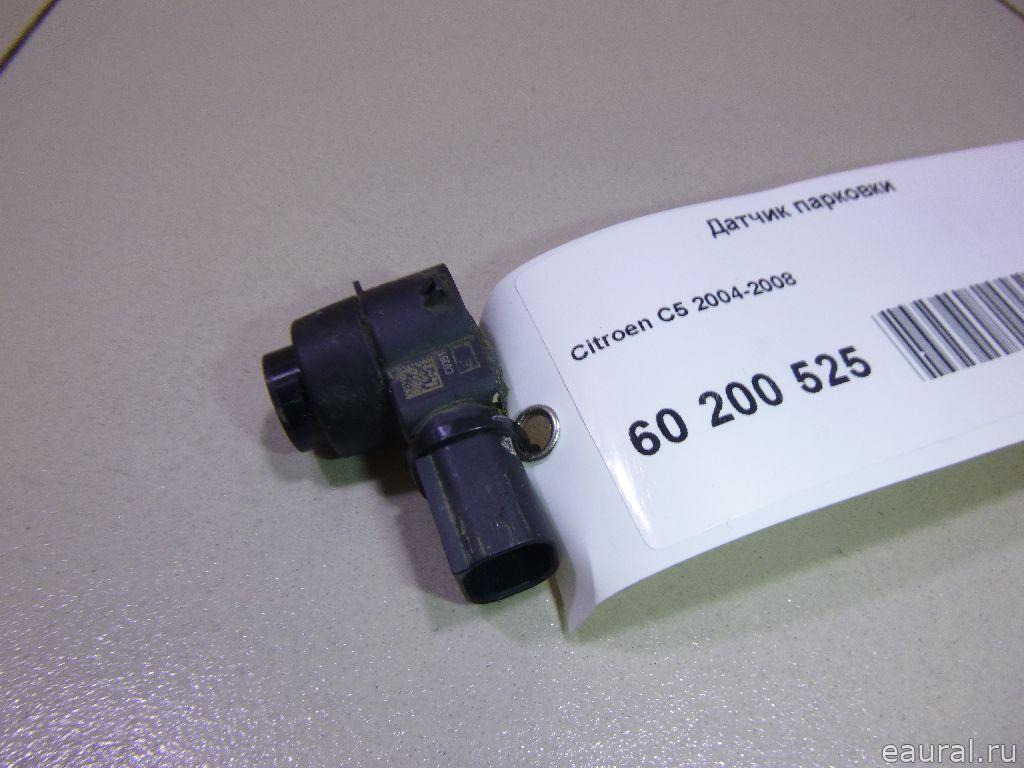 Датчик парковки
Citroen C5 2004-2008
60 200 525
eaural.ru